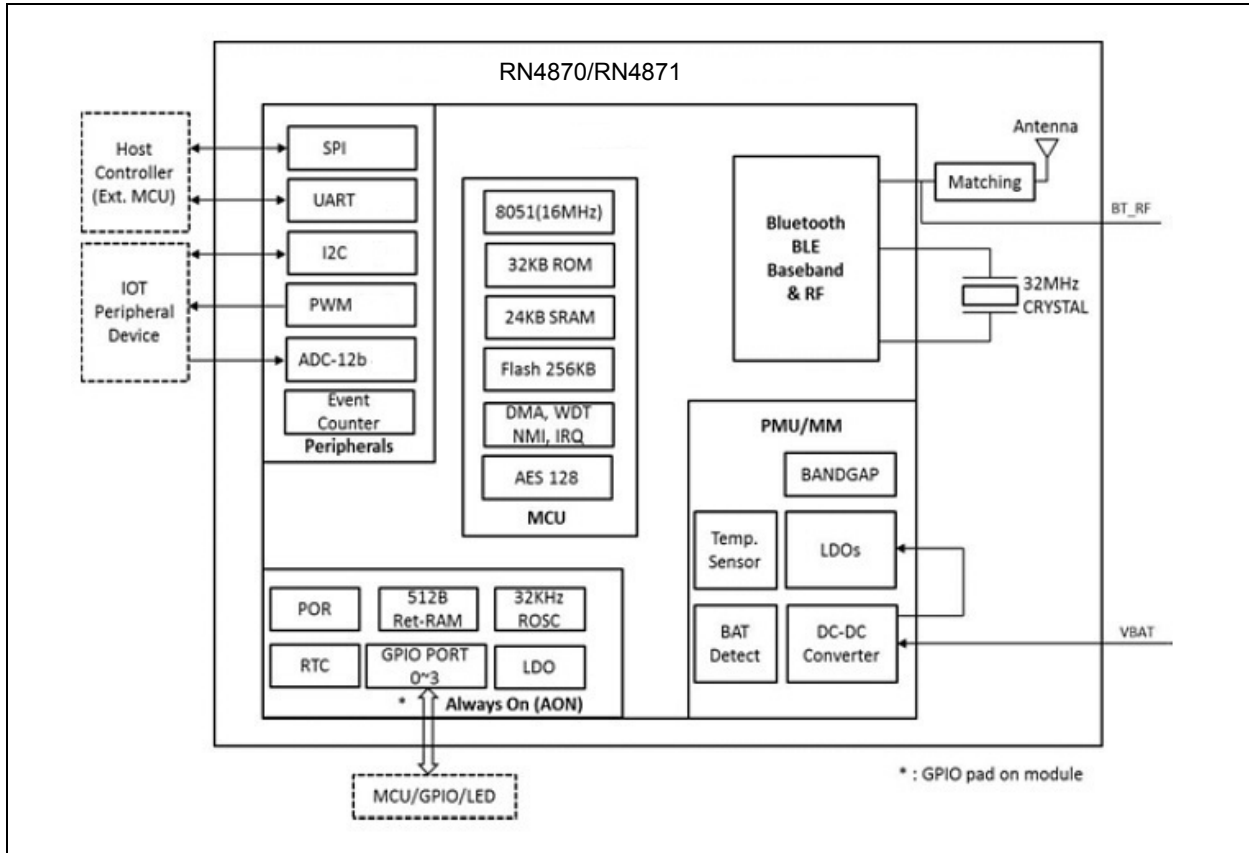 RN4870/RN4871
Host
Controller
(Ext. MCU)
IOT
Peripheral
Device
SPI
UART
I2C
PWM
ADC-12b
Event
Counter
Peripherals
8051(16MHz)
32KB ROM
24KB SRAM
Flash 256KB
DMA, WDT
NMI, IRQ
AES 128
MCU
Bluetooth
BLE
Baseband
& RF
Antenna
Matching
BT_RF
32MHz
CRYSTAL
PMU/MM
BANDGAP
Temp.
Sensor
LDOs
BAT
Detect
DC-DC
Converter
VBAT
POR
512B
Ret-RAM
32KHz
ROSC
RTC
GPIO PORT
0~3
LDO
* Always On (AON)
MCU/GPIO/LED
* : GPIO pad on module